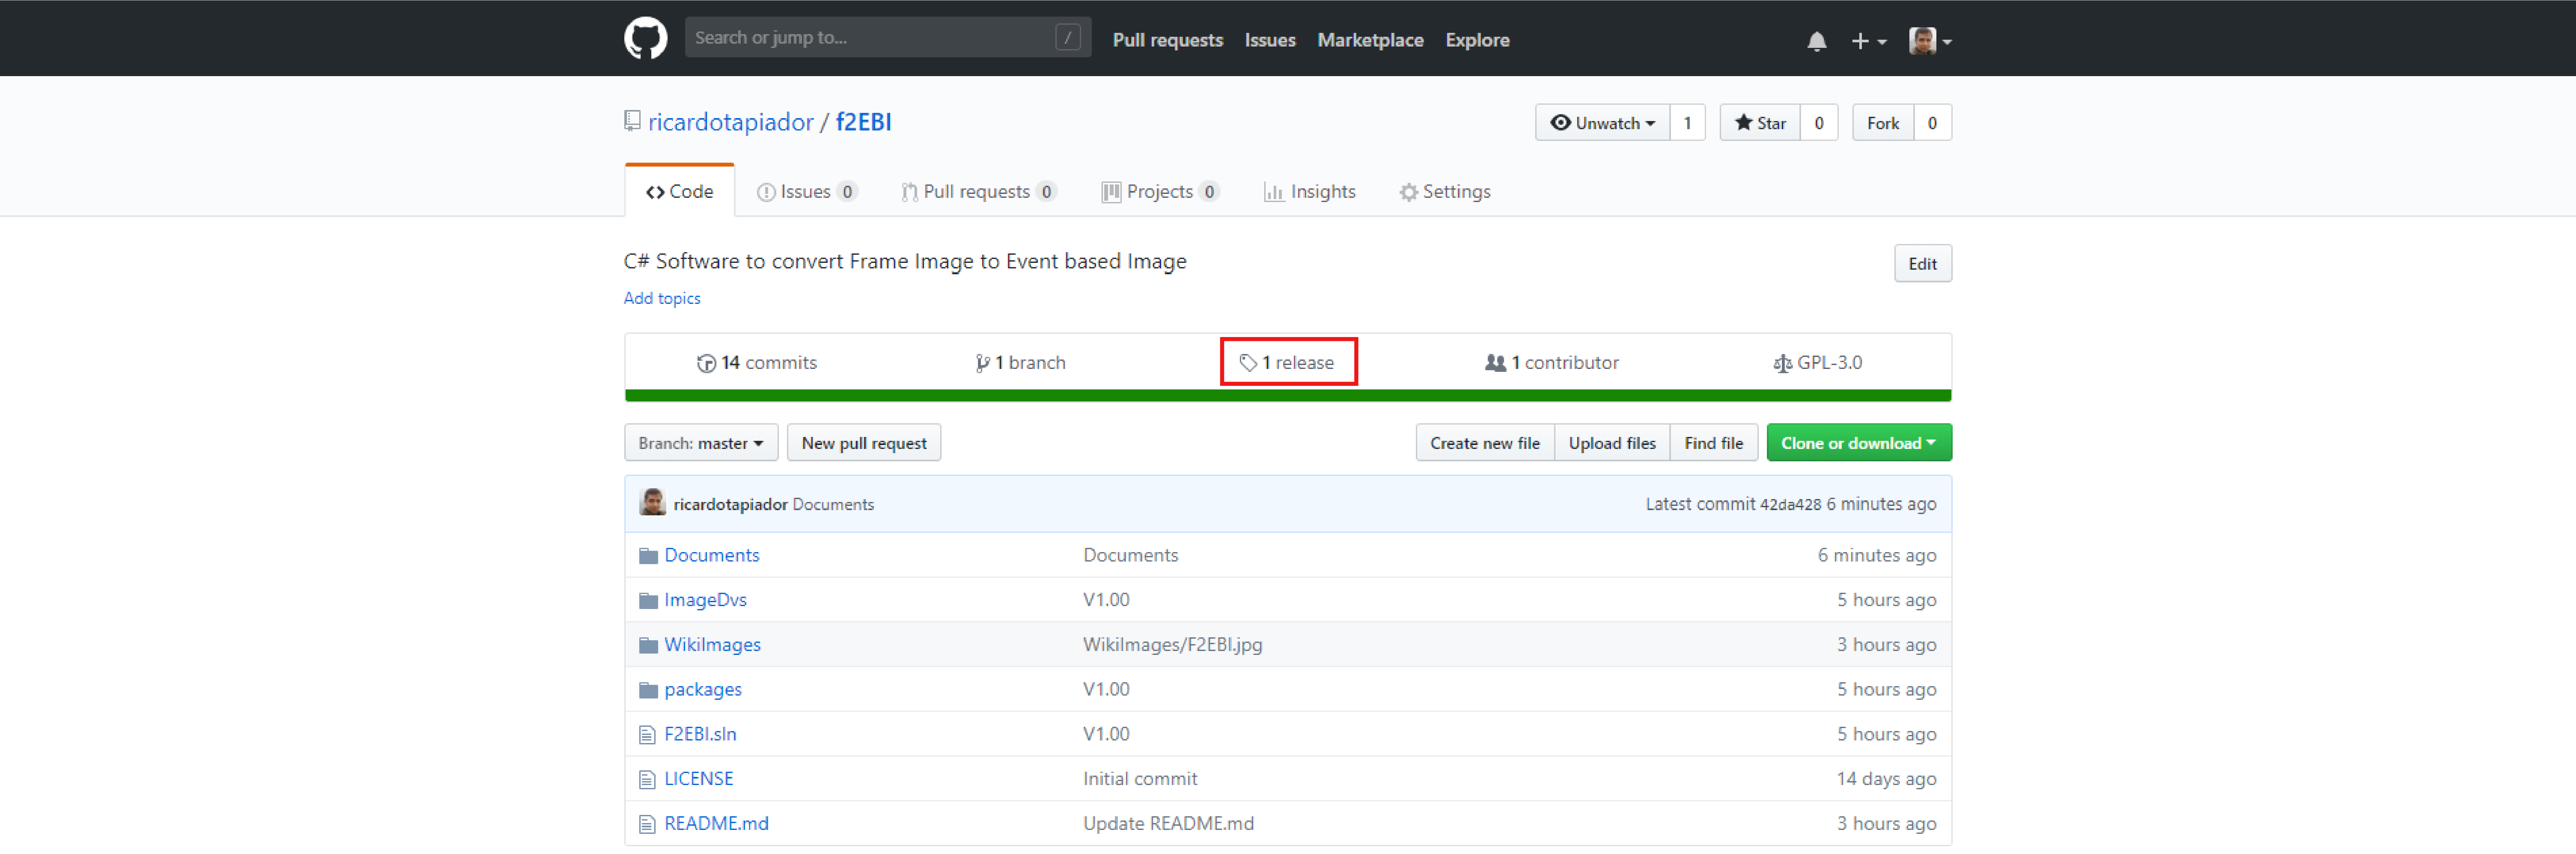 Search or jump to... / Pull requests Issues Marketplace Explore
ricardotapiador / f2EBI Unwatch 1 Star 0 Fork 0
Code Issues 0 Pull requests 0 Projects 0 Insights Settings
C# Software to convert Frame Image to Event based Image Edit
Add topics
14 commits 1 branch 1 release 1 contributor GPL-3.0
Branch: master New pull request Create new file Upload files Find file Clone or download
ricardotapiador Documents Latest commit 42da428 6 minutes ago
Documents Documents 6 minutes ago
ImageDvs V1.00 5 hours ago
WikiImages WikiImages/F2EBI.jpg 3 hours ago
packages V1.00 5 hours ago
F2EBI.sln V1.00 5 hours ago
LICENSE Initial commit 14 days ago
README.md Update README.md 3 hours ago